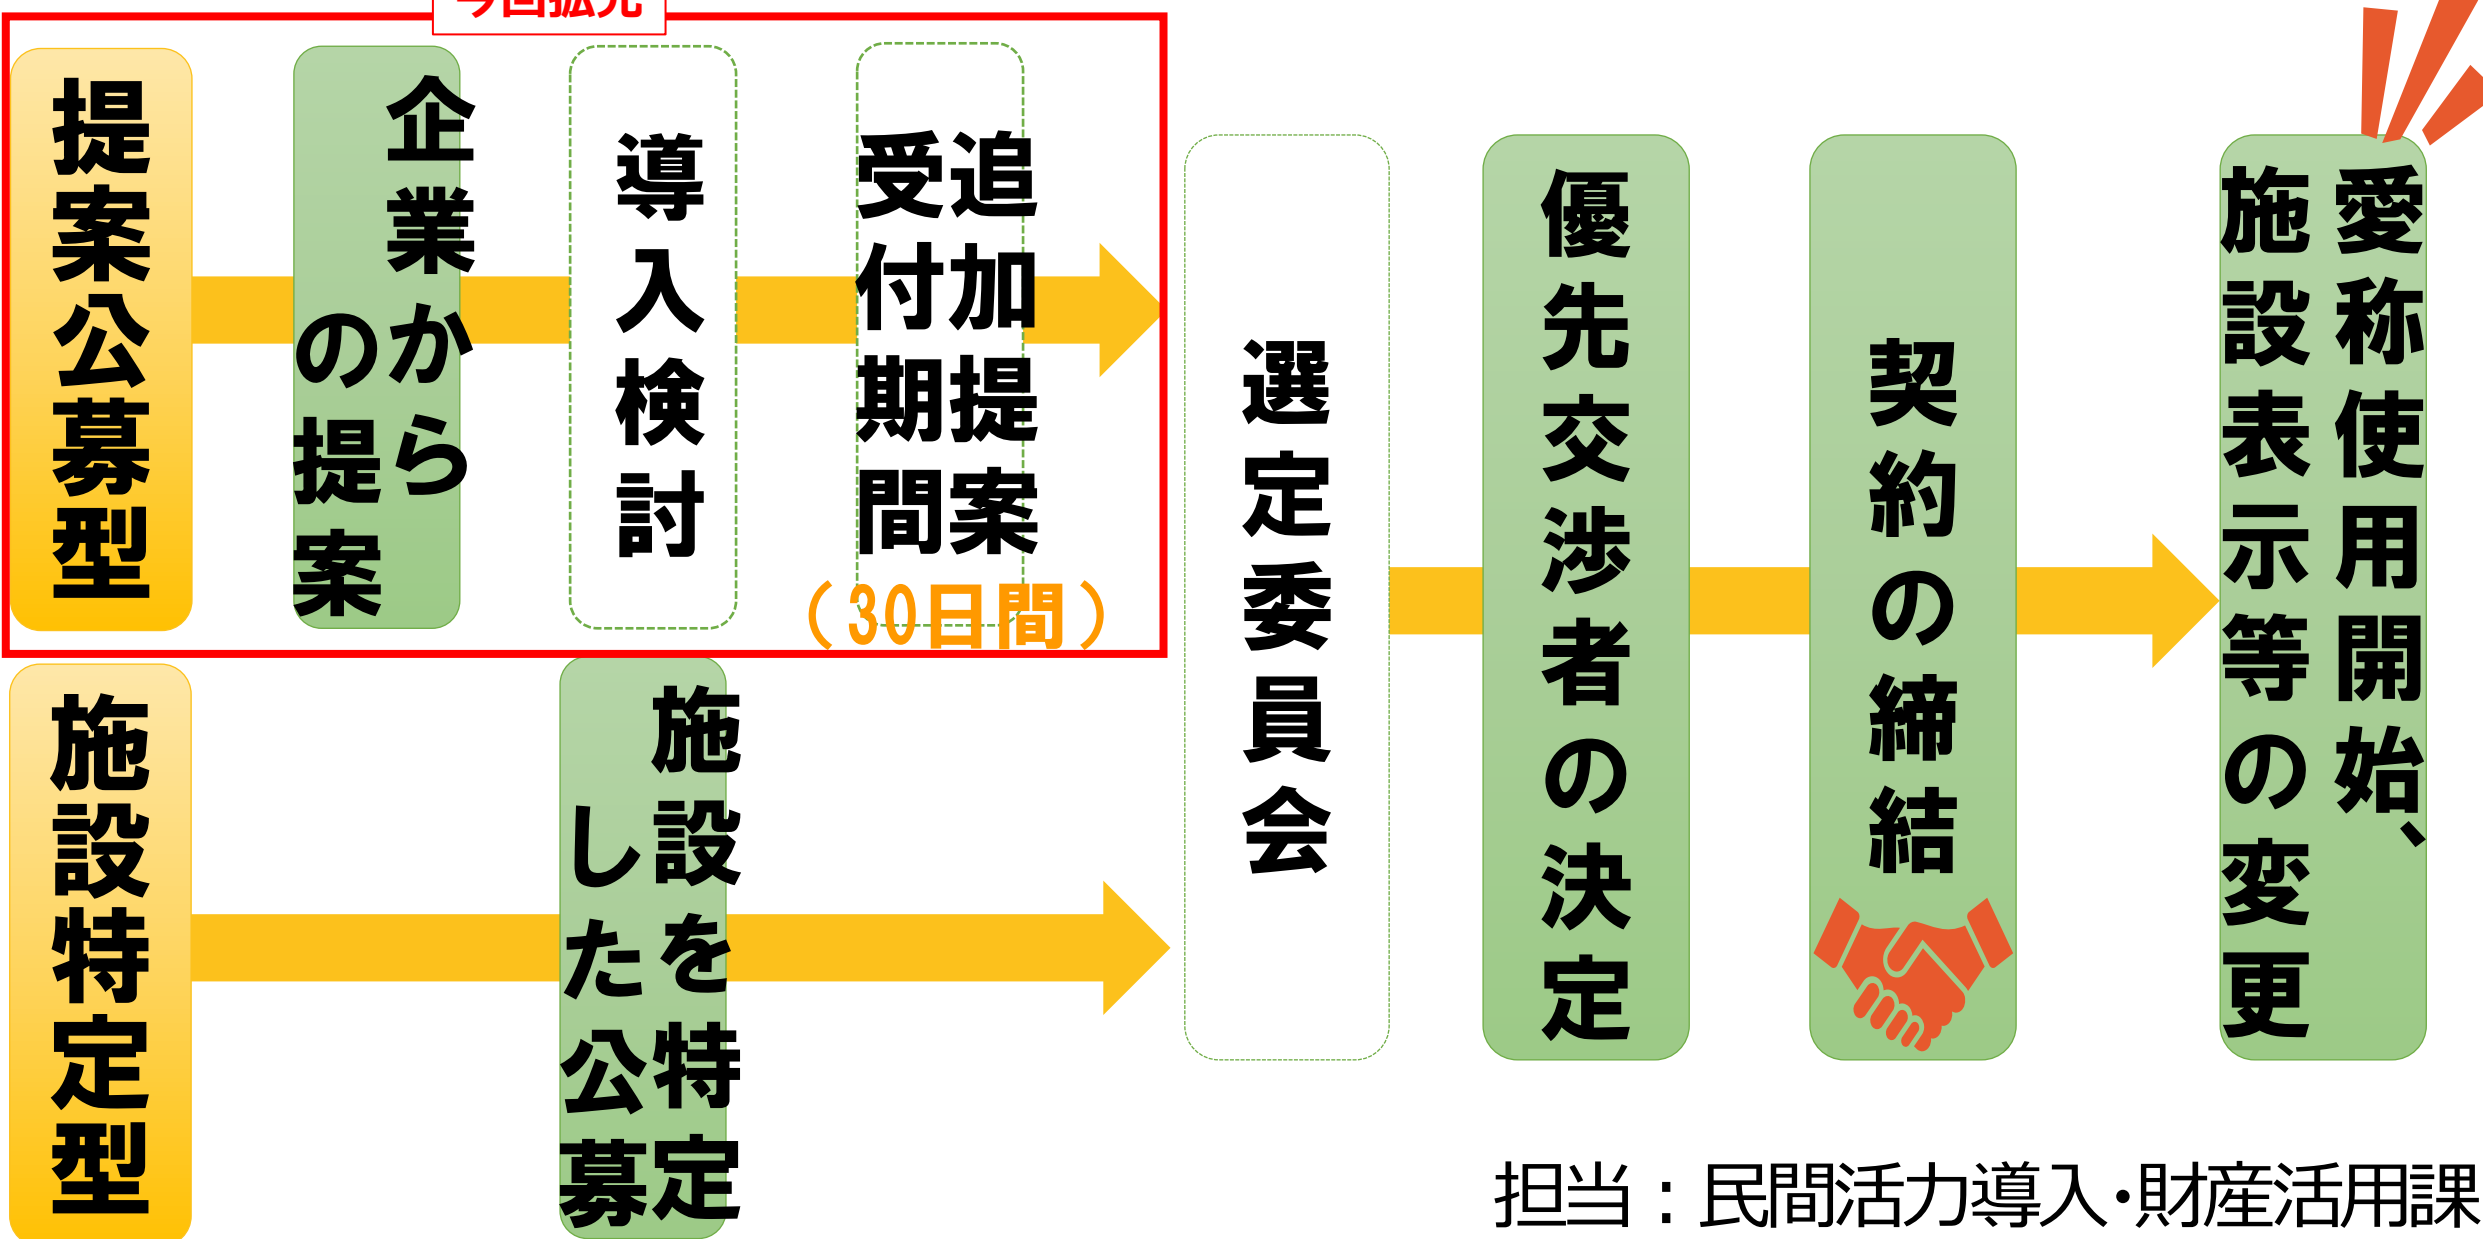 今回拡充
提案公募型
企業から
の提案
導入検討
追加提案
受付期間
（30日間）
施設特定型
施設を特定
した公募
選定委員会
優先交渉者の決定
契約の締結
愛称使用開始、
施設表示等の変更
担当：民間活力導入・財産活用課